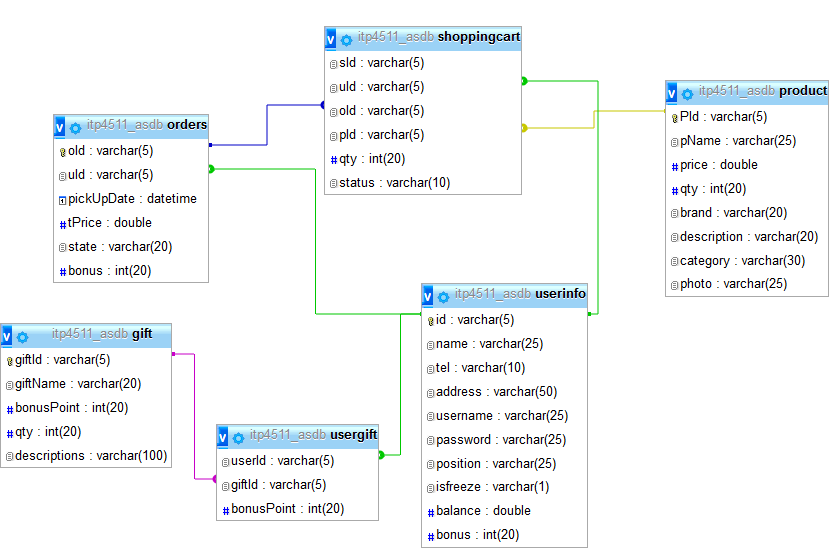 v itp4511_asdb shoppingcart
sId : varchar(5)
uId : varchar(5)
oId : varchar(5)
pId : varchar(5)
# qty : int(20)
status : varchar(10)
v itp4511_asdb product
PId : varchar(5)
pName : varchar(25)
# price : double
# qty : int(20)
brand : varchar(20)
description : varchar(20)
category : varchar(30)
photo : varchar(25)
v itp4511_asdb orders
oId : varchar(5)
uId : varchar(5)
pickUpDate : datetime
# tPrice : double
state : varchar(20)
# bonus : int(20)
v itp4511_asdb userinfo
id : varchar(5)
name : varchar(25)
tel : varchar(10)
address : varchar(50)
username : varchar(25)
password : varchar(25)
position : varchar(25)
isfreeze : varchar(1)
# balance : double
# bonus : int(20)
v itp4511_asdb gift
giftId : varchar(5)
giftName : varchar(20)
# bonusPoint : int(20)
# qty : int(20)
descriptions : varchar(100)
v itp4511_asdb usergift
userId : varchar(5)
giftId : varchar(5)
# bonusPoint : int(20)